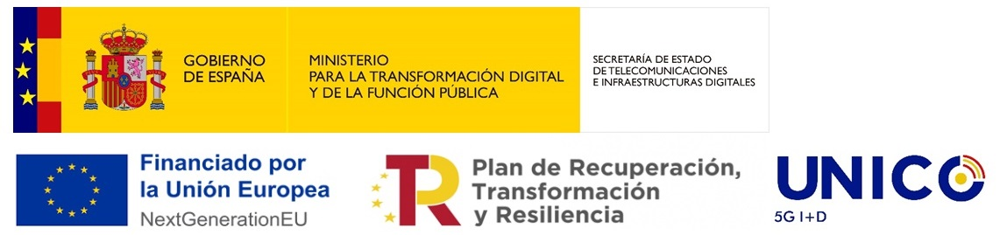 GOBIERNO
DE ESPAÑA
MINISTERIO
PARA LA TRANSFORMACIÓN DIGITAL
Y DE LA FUNCIÓN PÚBLICA
SECRETARÍA DE ESTADO
DE TELECOMUNICACIONES
E INFRAESTRUCTURAS DIGITALES
Financiado por
la Unión Europea
NextGenerationEU
TR
Plan de Recuperación,
Transformación
y Resiliencia
UNICO
5G I+D